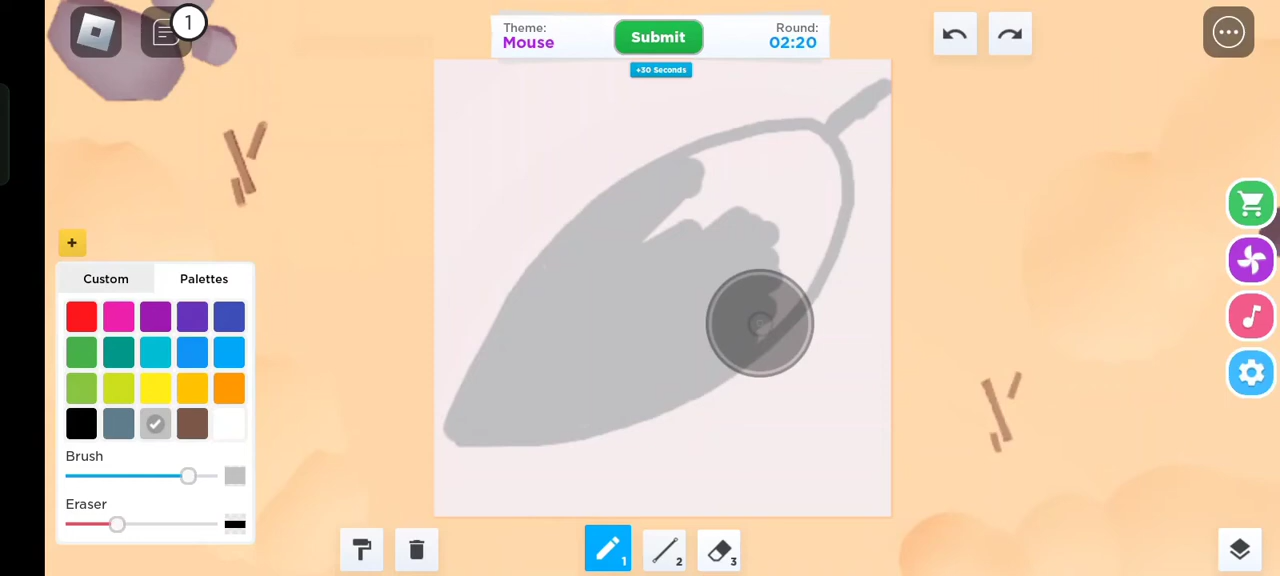 1
Theme:
Mouse
Submit
Round:
02:20
+30 Seconds
+
Custom
Palettes
Brush
Eraser
1
2
3